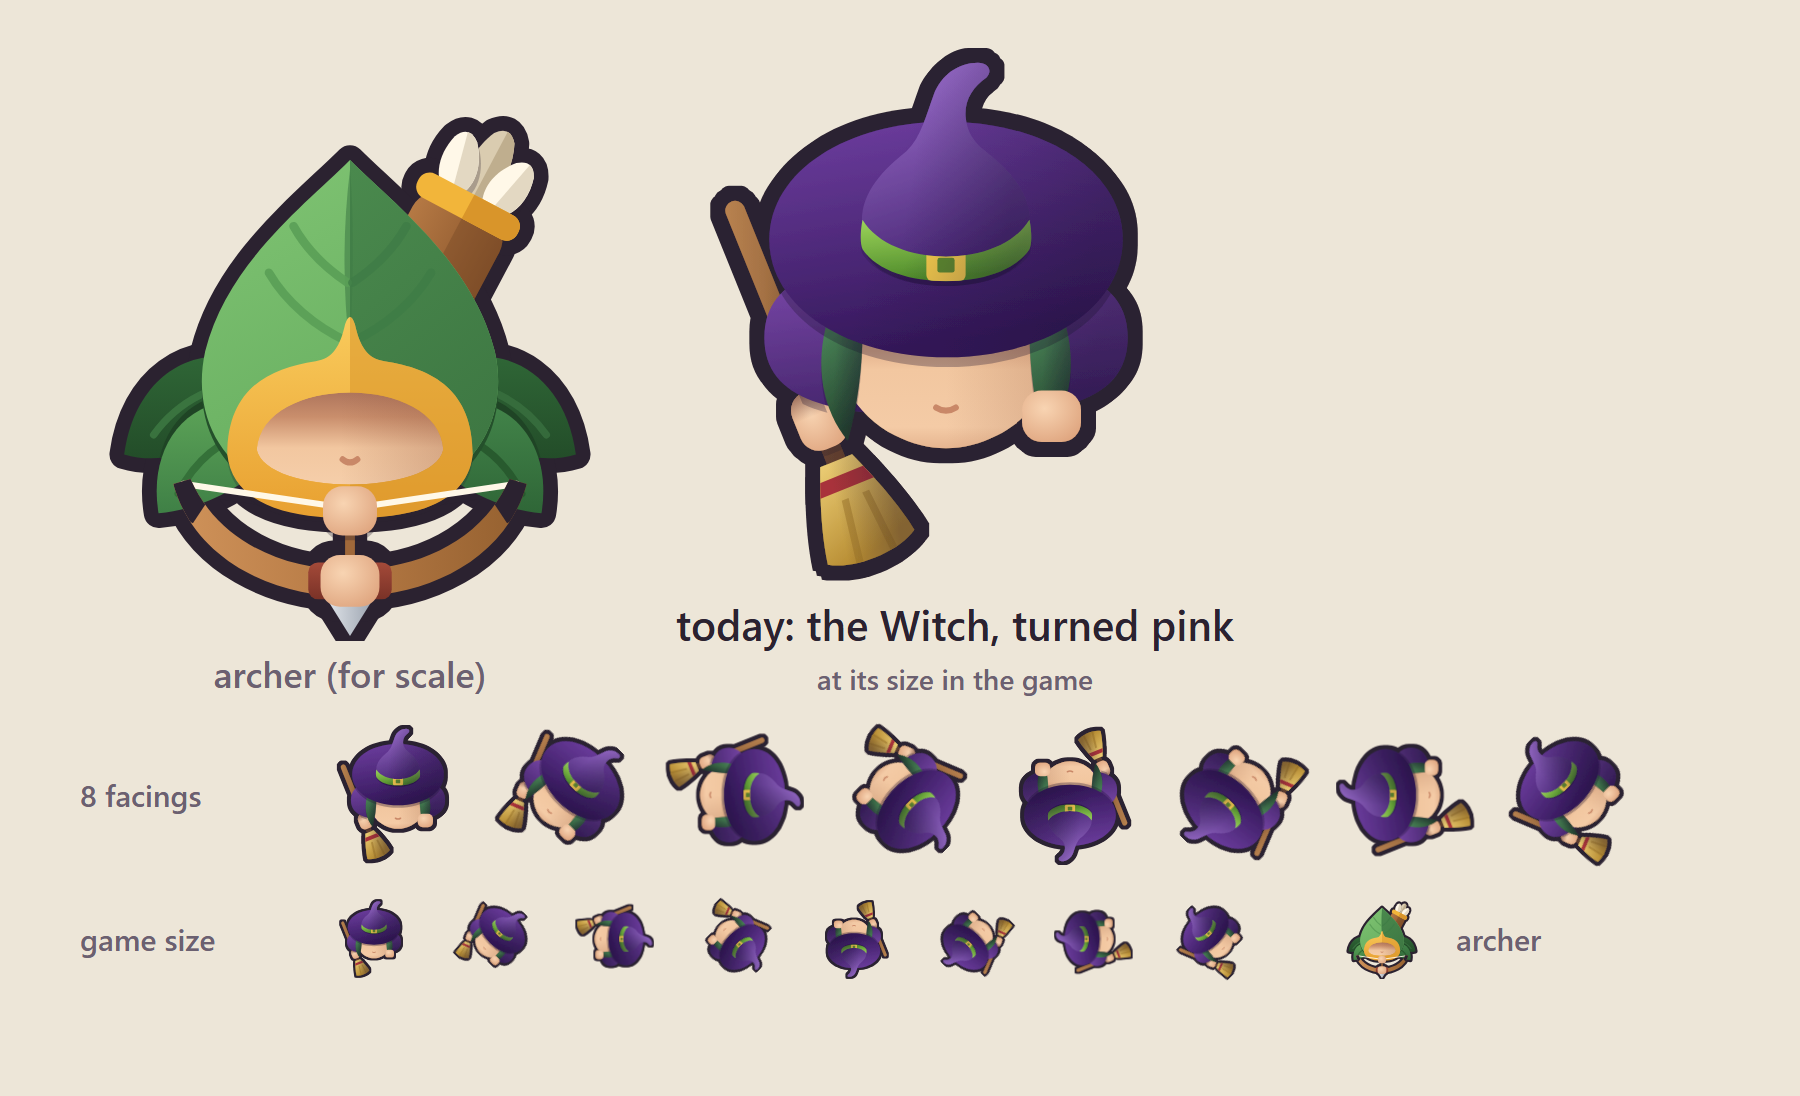 today: the Witch, turned pink
archer (for scale)
at its size in the game
8 facings
game size
archer